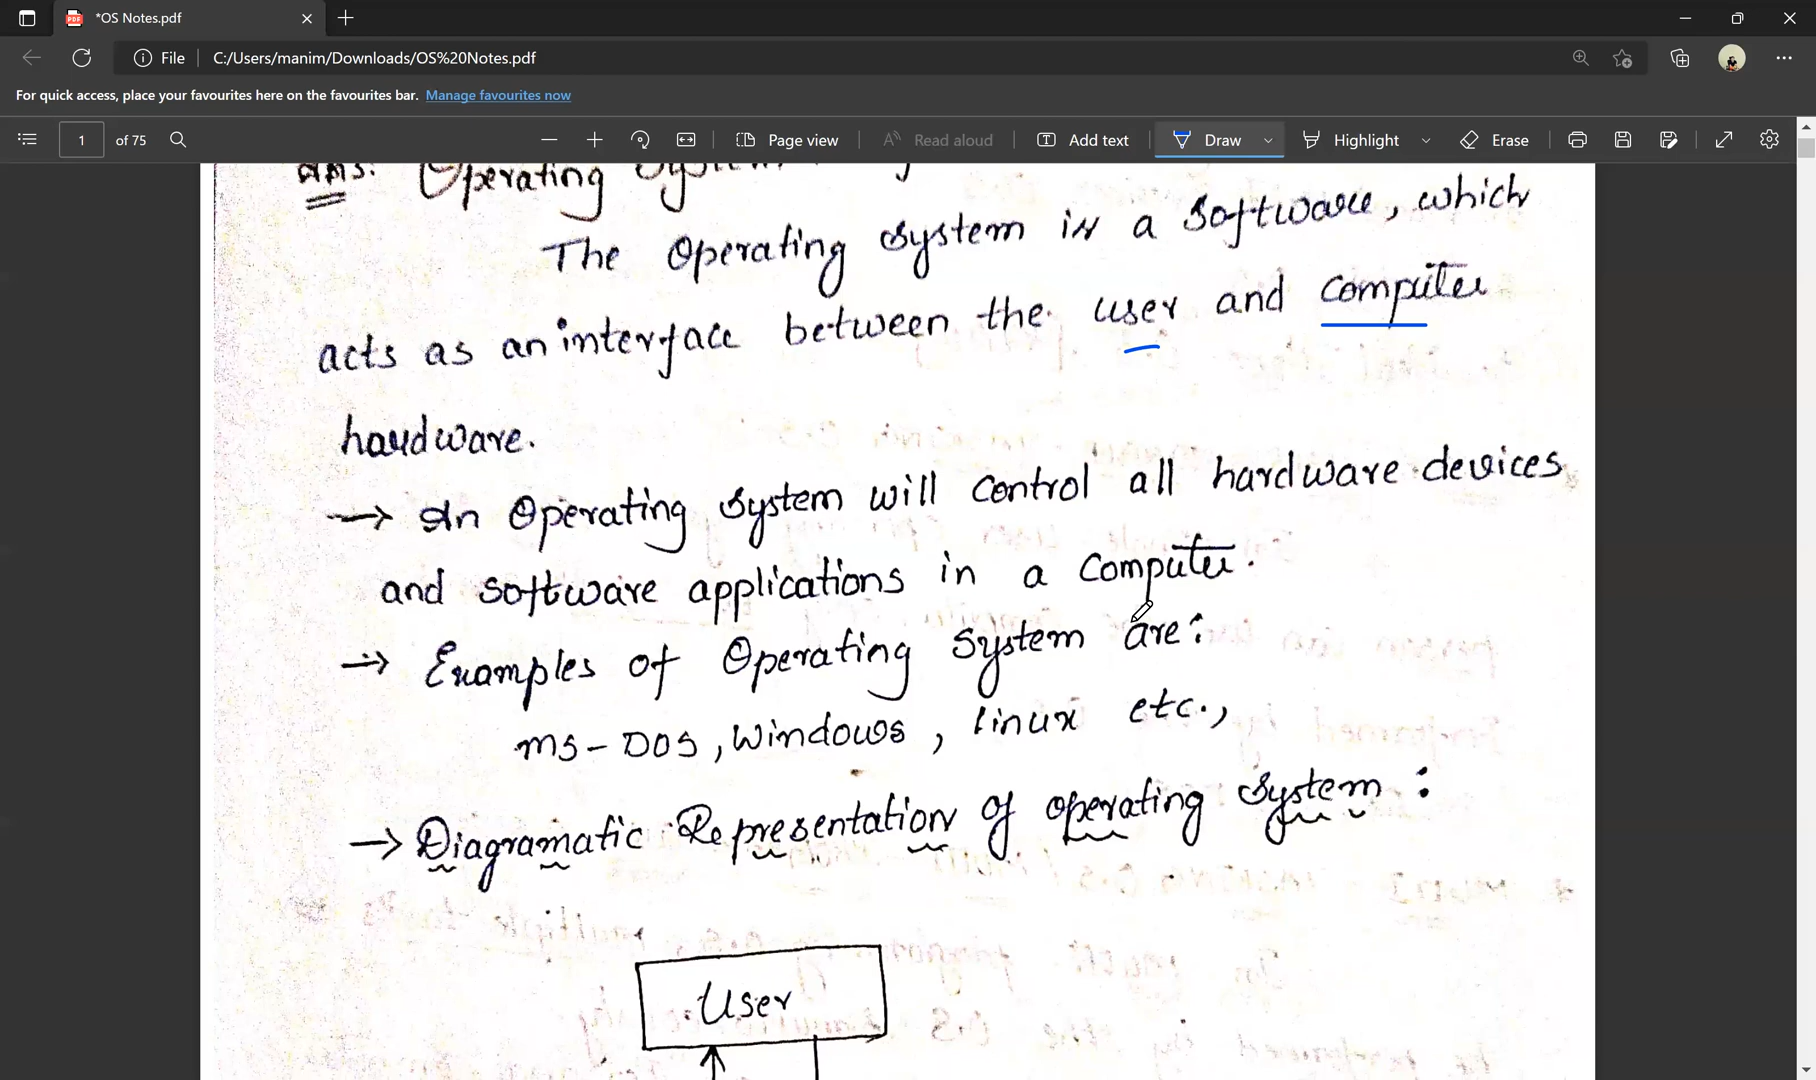 *OS Notes.pdf
File C:/Users/manim/Downloads/OS%20Notes.pdf
For quick access, place your favourites here on the favourites bar. Manage favourites now
1 of 75 Page view Read aloud Add text Draw Highlight Erase
Ans: Operating System
The Operating System is a Software, which
acts as an interface between the user and computer
hardware.
→ An Operating System will control all hardware devices
and software applications in a computer.
→ Examples of Operating System are:
MS-DOS, Windows, Linux etc.,
→ Diagramatic Representation of operating System :
User